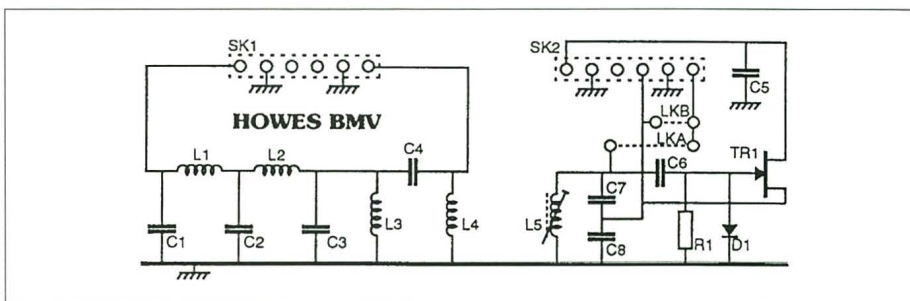 SK1
SK2
C5
HOWES BMV
LKB
LKA
TR1
L1
L2
C4
C6
C7
L3
L4
L5
C1
C2
C3
C8
R1
D1